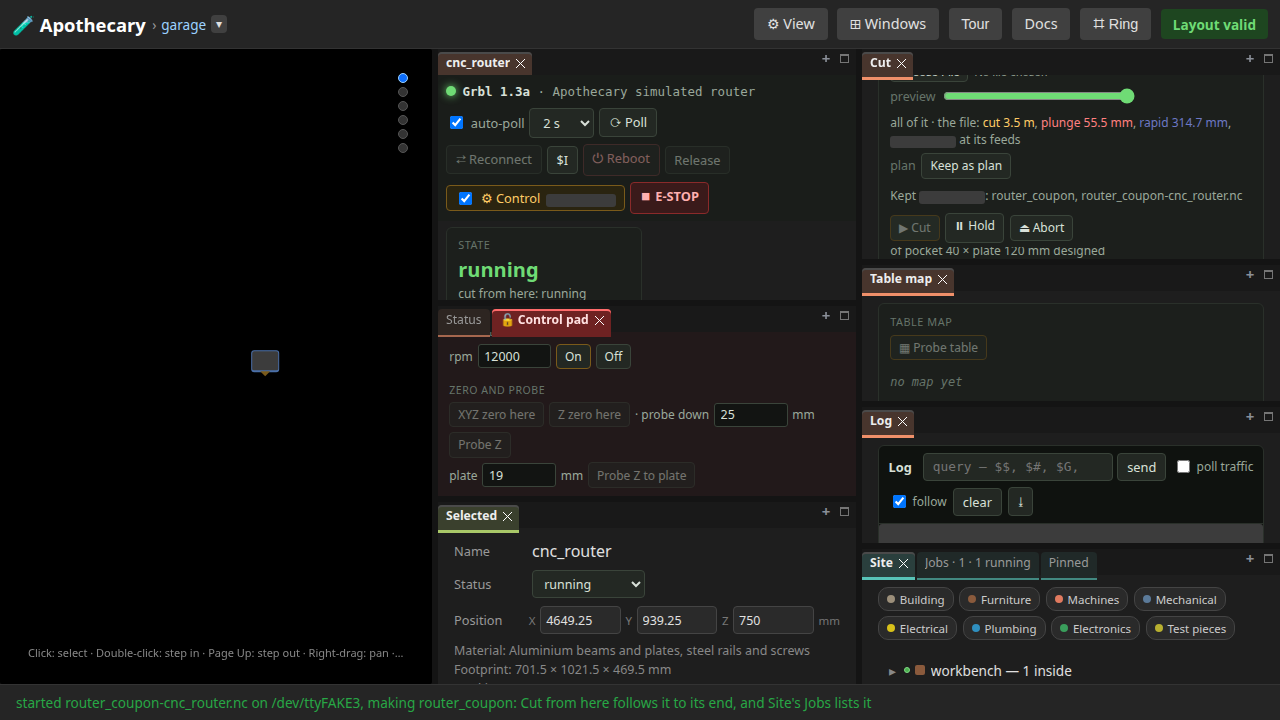 🧪 Apothecary › garage ▾
⚙ View
⊞ Windows
Tour
Docs
⌗ Ring
Layout valid
Click: select · Double-click: step in · Page Up: step out · Right-drag: pan ·…
cnc_router
Grbl 1.3a · Apothecary simulated router
auto-poll 2 s ⟳ Poll
⇄ Reconnect $I ⏻ Reboot Release
⚙ Control ■ E-STOP
STATE
running
cut from here: running
Status 🔓 Control pad
rpm 12000 On Off
ZERO AND PROBE
XYZ zero here Z zero here · probe down 25 mm
Probe Z
plate 19 mm Probe Z to plate
Selected
Name cnc_router
Status running
Position X 4649.25 Y 939.25 Z 750 mm
Material: Aluminium beams and plates, steel rails and screws
Footprint: 701.5 × 1021.5 × 469.5 mm
Cut
preview
all of it · the file: cut 3.5 m, plunge 55.5 mm, rapid 314.7 mm,
at its feeds
plan Keep as plan
Kept : router_coupon, router_coupon-cnc_router.nc
▶ Cut ⏸ Hold ⏏ Abort
of pocket 40 × plate 120 mm designed
Table map
TABLE MAP
▦ Probe table
no map yet
Log
Log query — $$, $#, $G, send poll traffic
follow clear ⭳
Site Jobs · 1 · 1 running Pinned
Building Furniture Machines Mechanical
Electrical Plumbing Electronics Test pieces
▸ workbench — 1 inside
started router_coupon-cnc_router.nc on /dev/ttyFAKE3, making router_coupon: Cut from here follows it to its end, and Site's Jobs lists it